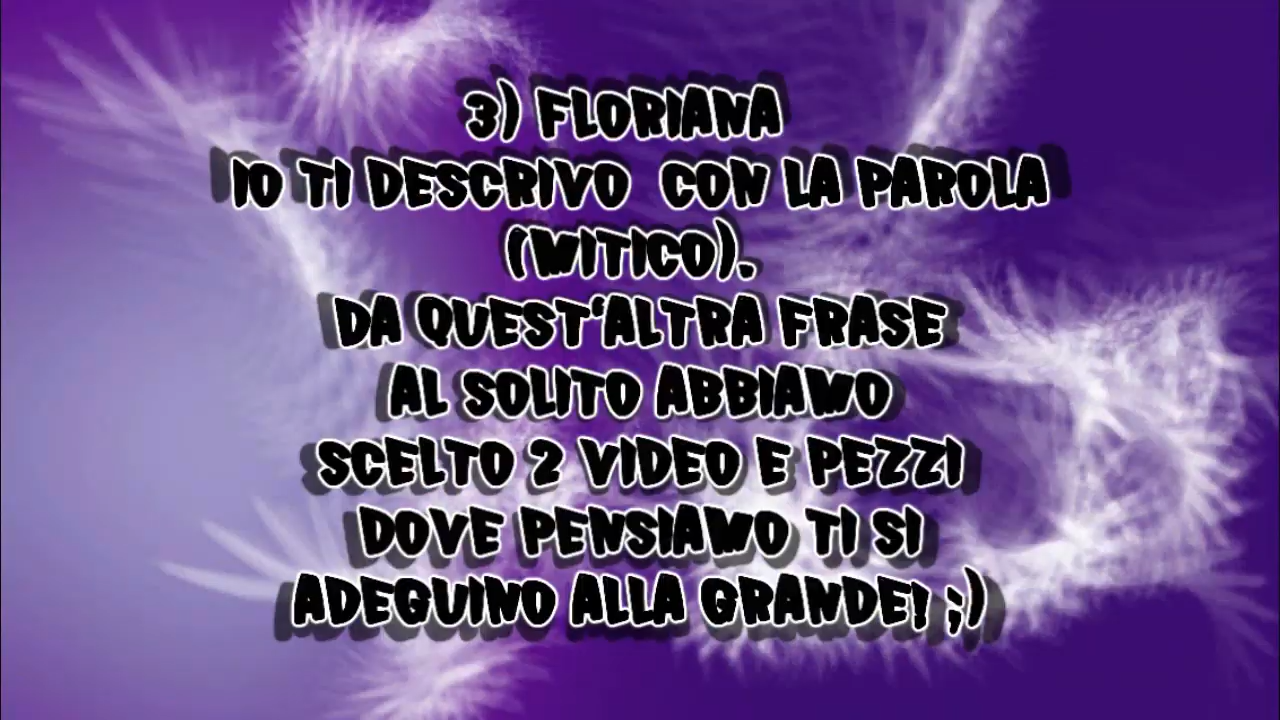 3) FLORIANA
IO TI DESCRIVO CON LA PAROLA
(MITICO).
DA QUEST'ALTRA FRASE
AL SOLITO ABBIAMO
SCELTO 2 VIDEO E PEZZI
DOVE PENSIAMO TI SI
ADEGUINO ALLA GRANDE! ;)